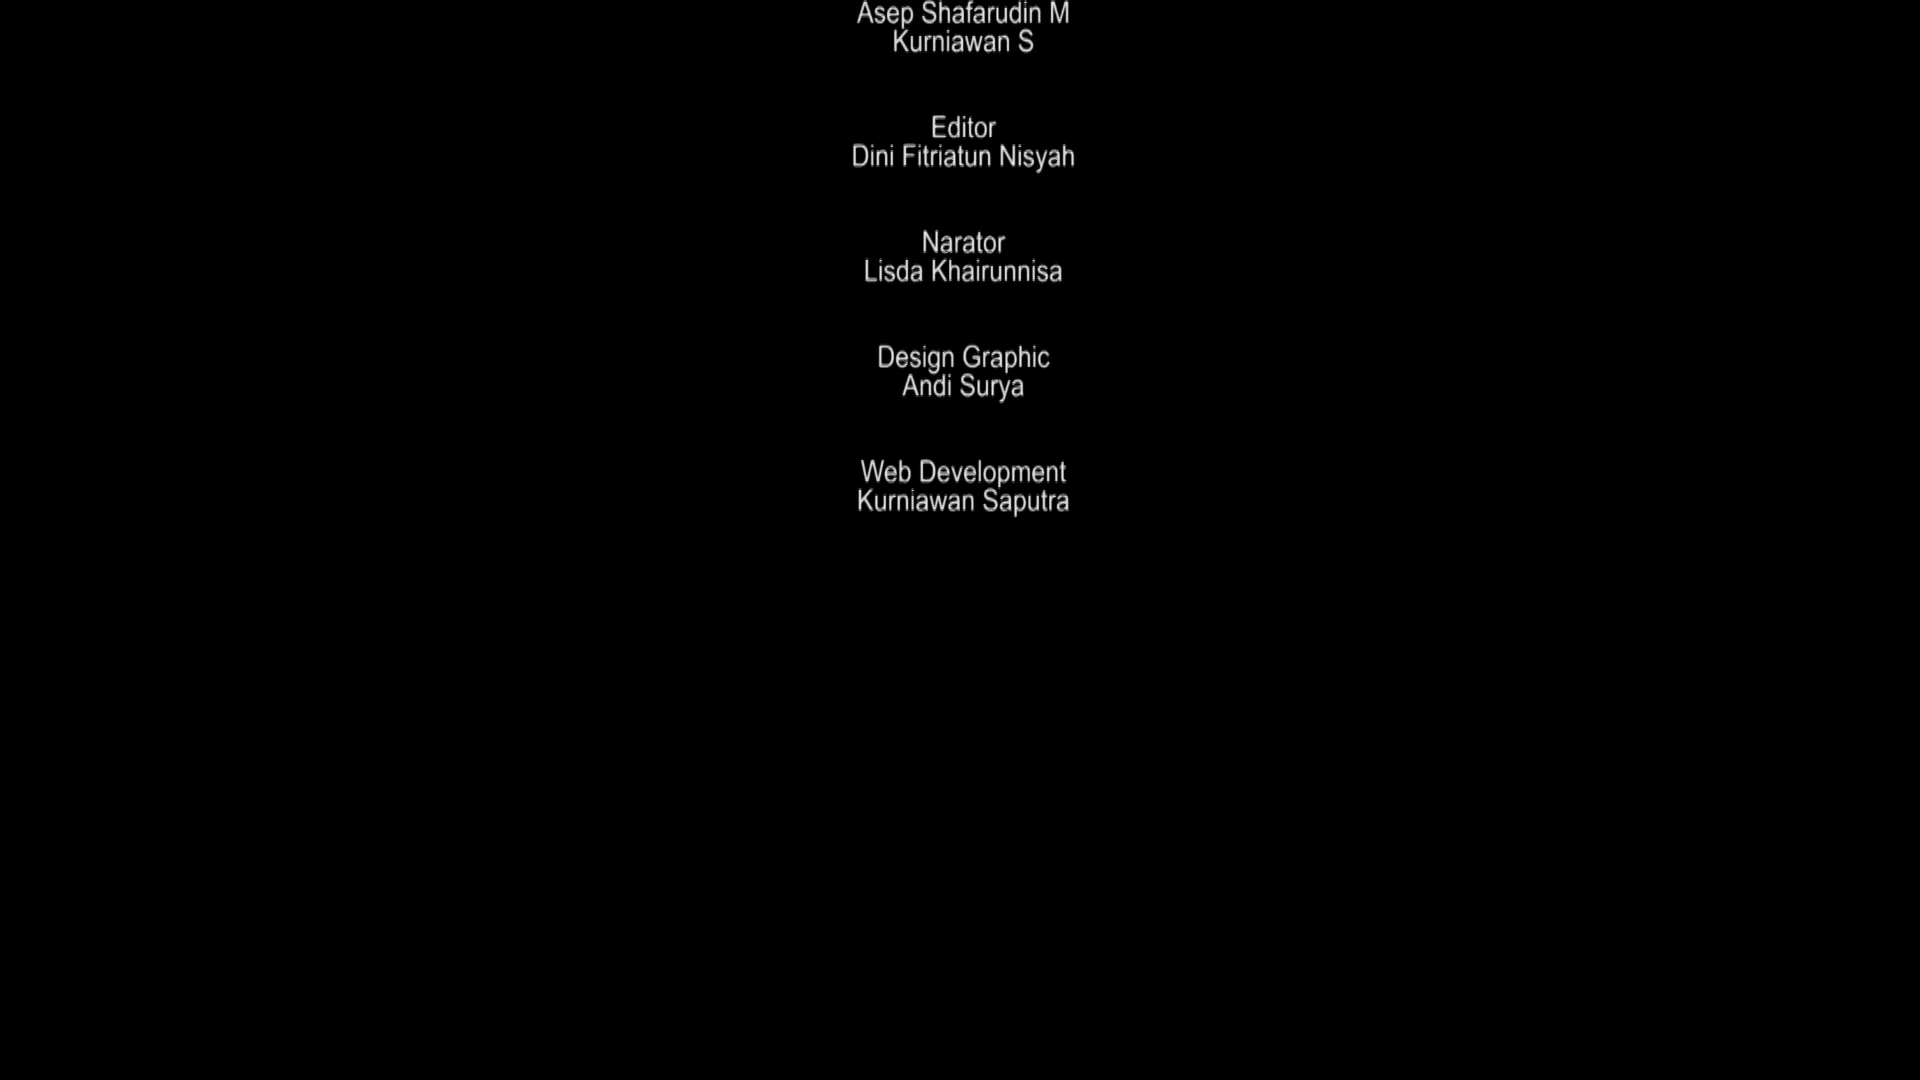 Asep Shafarudin M
Kurniawan S
Editor
Dini Fitriatun Nisyah
Narator
Lisda Khairunnisa
Design Graphic
Andi Surya
Web Development
Kurniawan Saputra